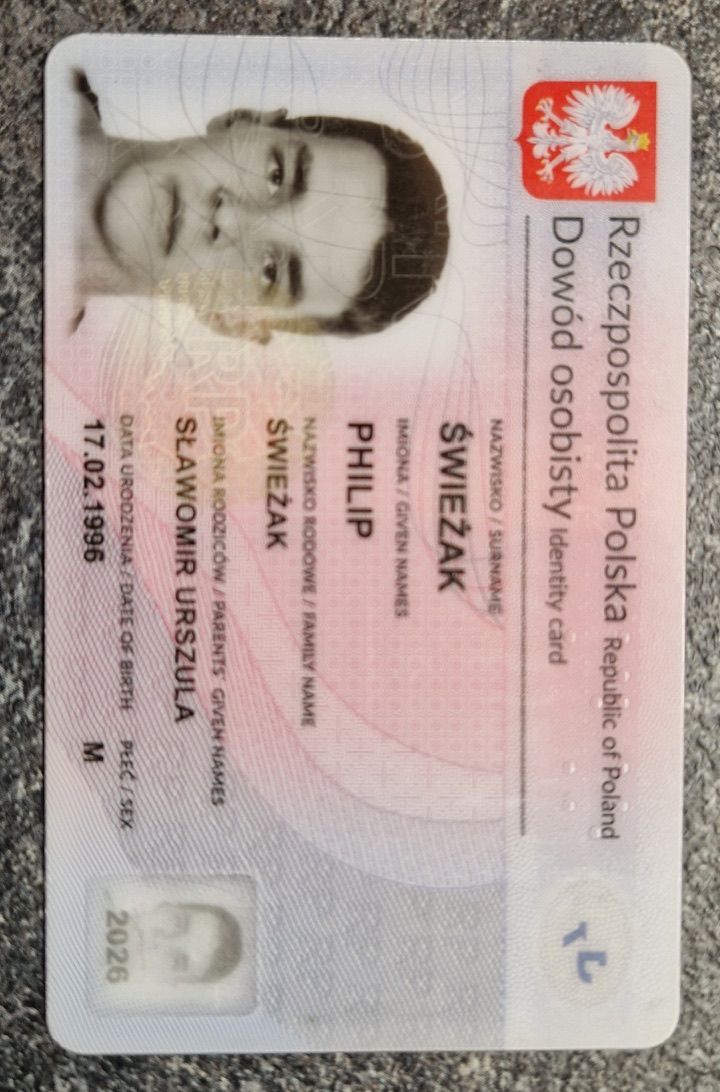 Rzeczpospolita Polska Republic of Poland
Dowód osobisty Identity card
NAZWISKO / SURNAME
ŚWIEŻAK
IMIONA / GIVEN NAMES
PHILIP
NAZWISKO RODOWE / FAMILY NAME
ŚWIEŻAK
IMIONA RODZICÓW / PARENTS' GIVEN NAMES
SŁAWOMIR URSZULA
DATA URODZENIA / DATE OF BIRTH PŁEĆ / SEX
17.02.1996 M
2026